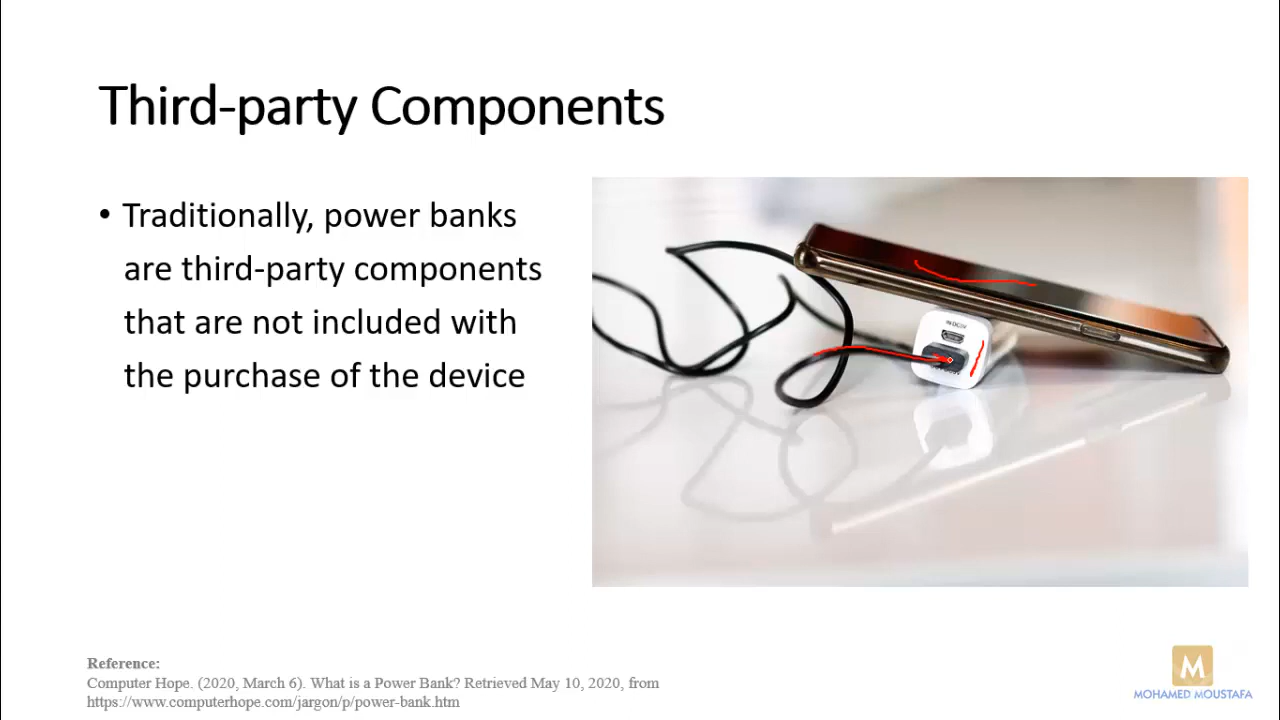 Third-party Components
• Traditionally, power banks
are third-party components
that are not included with
the purchase of the device
Reference:
Computer Hope. (2020, March 6). What is a Power Bank? Retrieved May 10, 2020, from
https://www.computerhope.com/jargon/p/power-bank.htm
M
MOHAMED MOUSTAFA